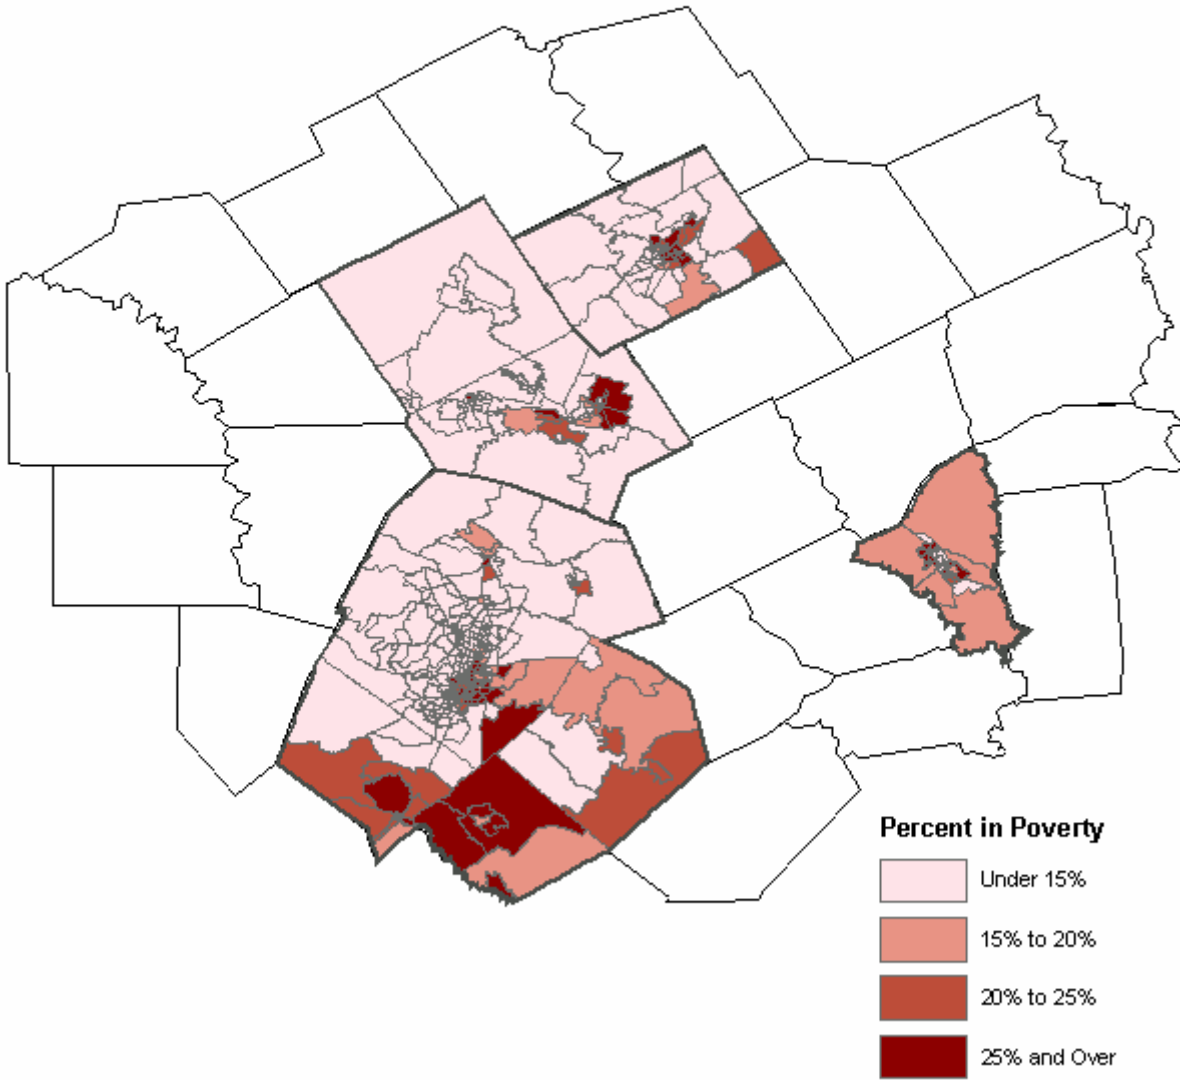 Percent in Poverty
Under 15%
15% to 20%
20% to 25%
25% and Over